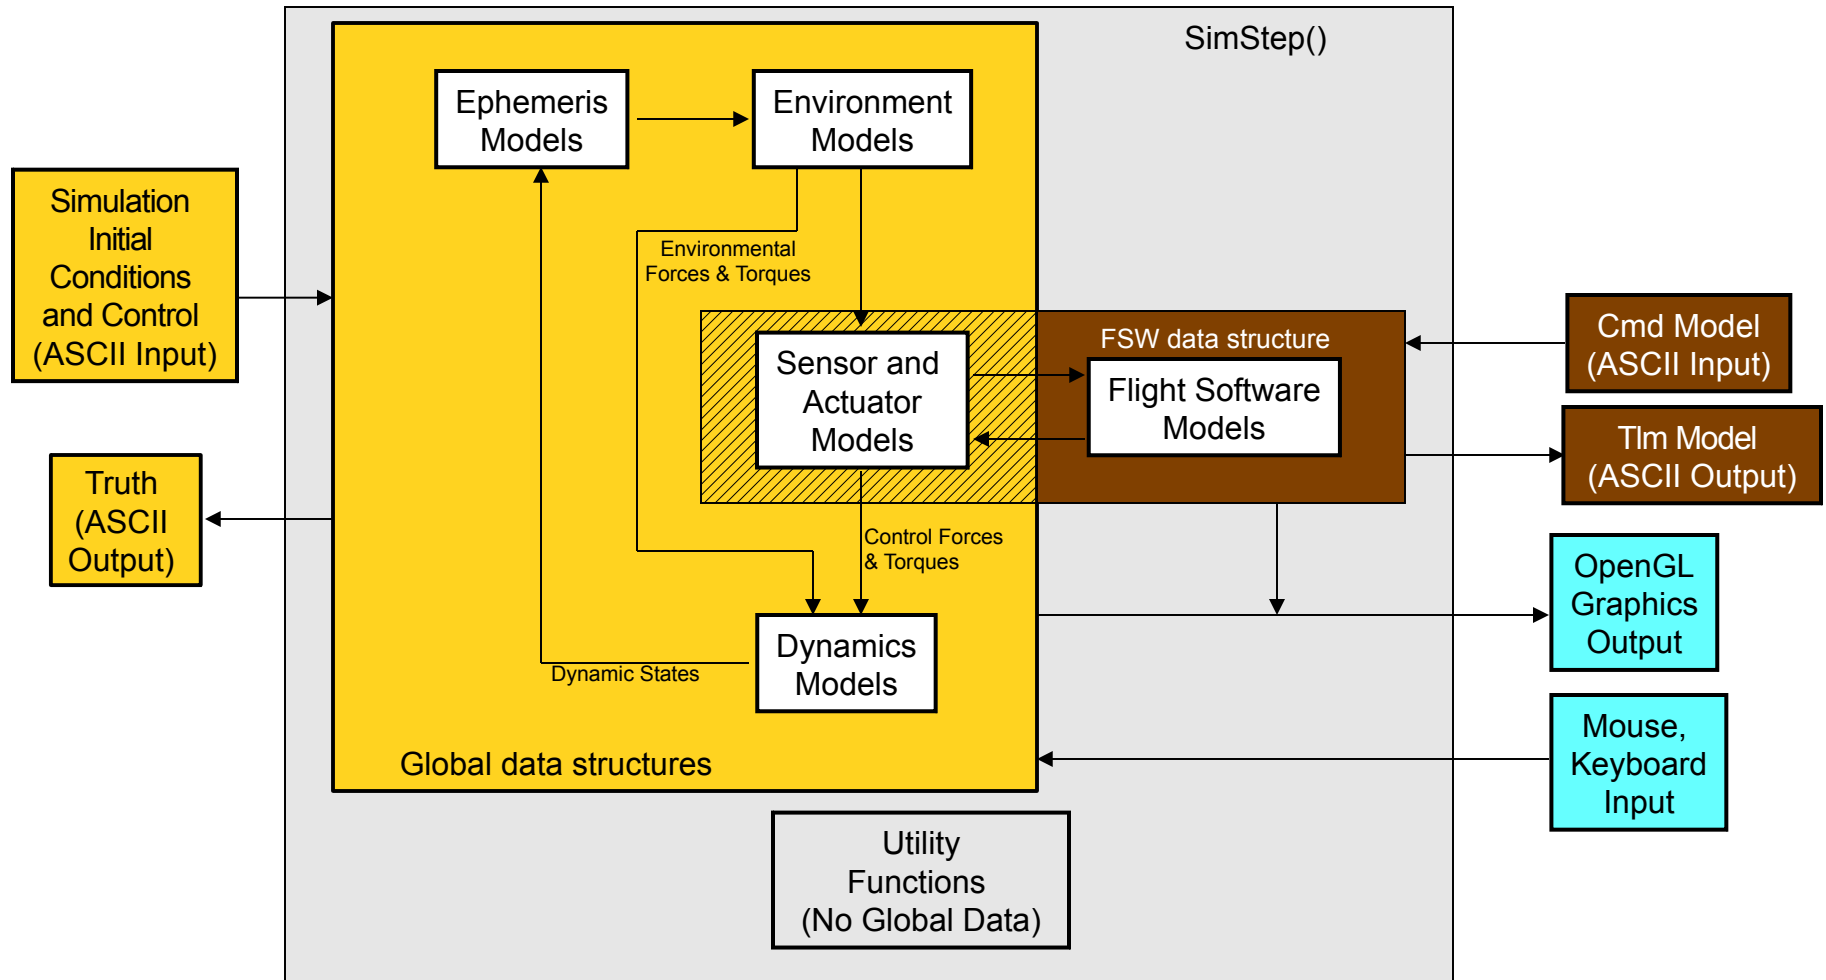 SimStep()
Ephemeris
Models
Environment
Models
Simulation
Initial
Conditions
and Control
(ASCII Input)
Environmental
Forces & Torques
Sensor and
Actuator
Models
FSW data structure
Flight Software
Models
Cmd Model
(ASCII Input)
Tlm Model
(ASCII Output)
Truth
(ASCII
Output)
Control Forces
& Torques
OpenGL
Graphics
Output
Dynamics
Models
Dynamic States
Mouse,
Keyboard
Input
Global data structures
Utility
Functions
(No Global Data)